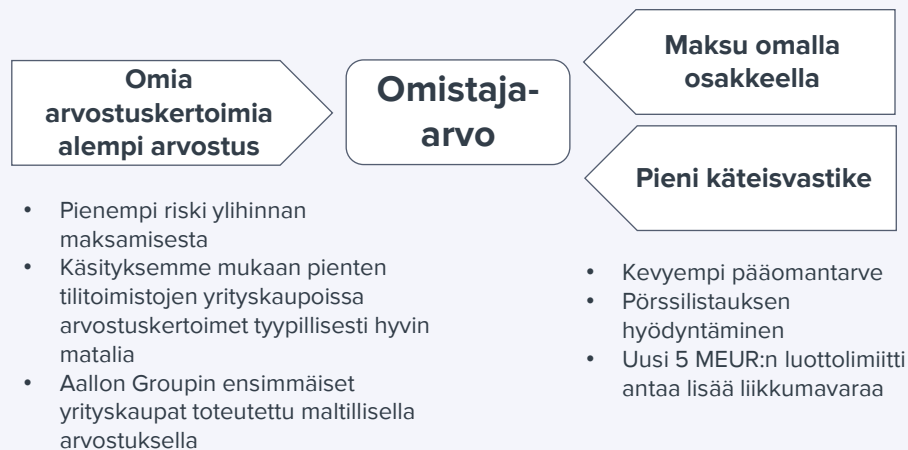 Omia
arvostuskertoimia
alempi arvostus
Omistaja-
arvo
Maksu omalla
osakkeella
Pieni käteisvastike
• Pienempi riski ylihinnan
maksamisesta
• Käsityksemme mukaan pienten
tilitoimistojen yrityskaupoissa
arvostuskertoimet tyypillisesti hyvin
matalia
• Aallon Groupin ensimmäiset
yrityskaupat toteutettu maltillisella
arvostuksella
• Kevyempi pääomantarve
• Pörssilistauksen
hyödyntäminen
• Uusi 5 MEUR:n luottolimiitti
antaa lisää liikkumavaraa